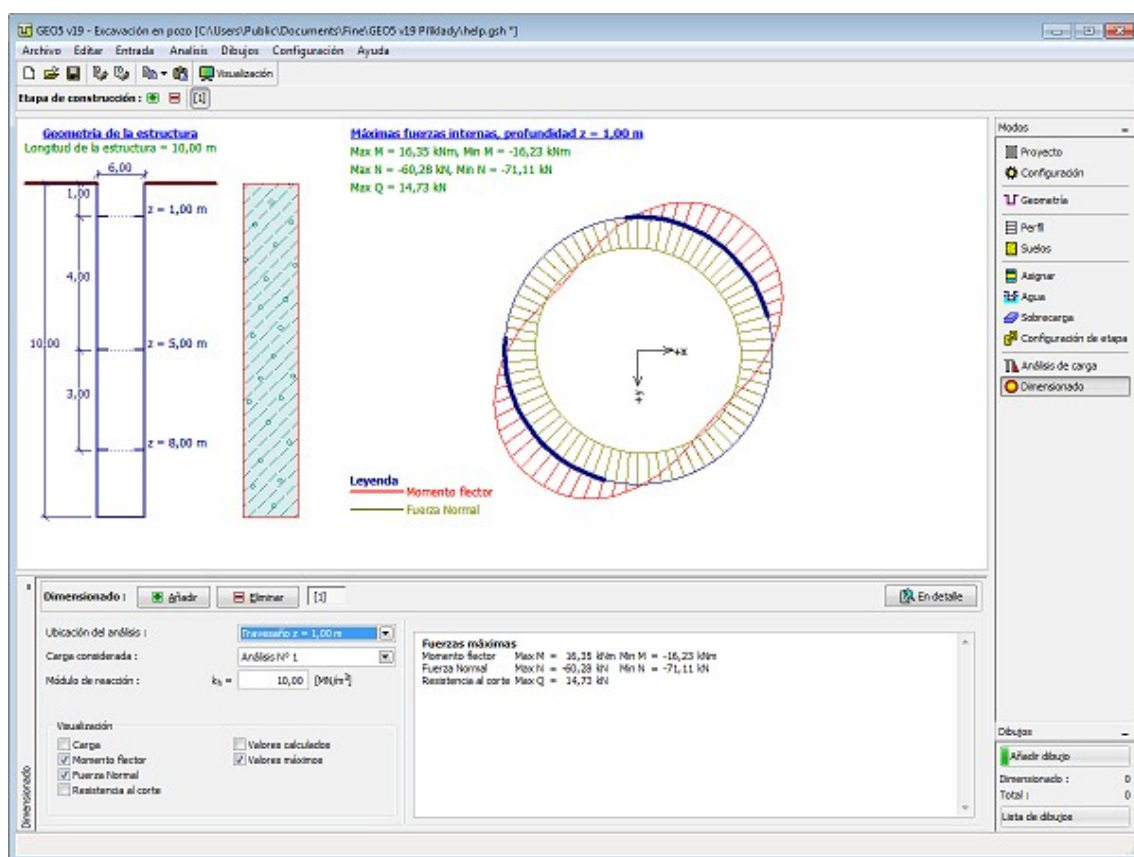 GEO5 v19 - Excavación en pozo [C:\Users\Public\Documents\Fine\GEO5 v19 Příklady\help.gsh *]
Archivo Editar Entrada Analisis Dibujos Configuración Ayuda
Visualización
Etapa de construcción : [1]
Geometría de la estructura
Longitud de la estructura = 10,00 m
6,00
1,00
z = 1,00 m
4,00
10,00
z = 5,00 m
3,00
z = 8,00 m
Máximas fuerzas internas, profundidad z = 1,00 m
Max M = 16,35 kNm, Min M = -16,23 kNm
Max N = -60,28 kN, Min N = -71,11 kN
Max Q = 14,73 kN
+x
+y
Leyenda
Momento flector
Fuerza Normal
Modos
Proyecto
Configuración
Geometría
Perfil
Suelos
Asignar
Agua
Sobrecarga
Configuración de etapa
Análisis de carga
Dimensionado
Dimensionado
Dimensionado : Añadir Eliminar [1] En detalle
Ubicación del análisis : Travesaño z = 1,00 m
Carga considerada : Análisis Nº 1
Módulo de reacción : kh = 10,00 [MN/m³]
Visualización
Carga Valores calculados
Momento flector Valores máximos
Fuerza Normal
Resistencia al corte
Fuerzas máximas
Momento flector Max M = 16,35 kNm Min M = -16,23 kNm
Fuerza Normal Max N = -60,28 kN Min N = -71,11 kN
Resistencia al corte Max Q = 14,73 kN
Dibujos
Añadir dibujo
Dimensionado : 0
Total : 0
Lista de dibujos